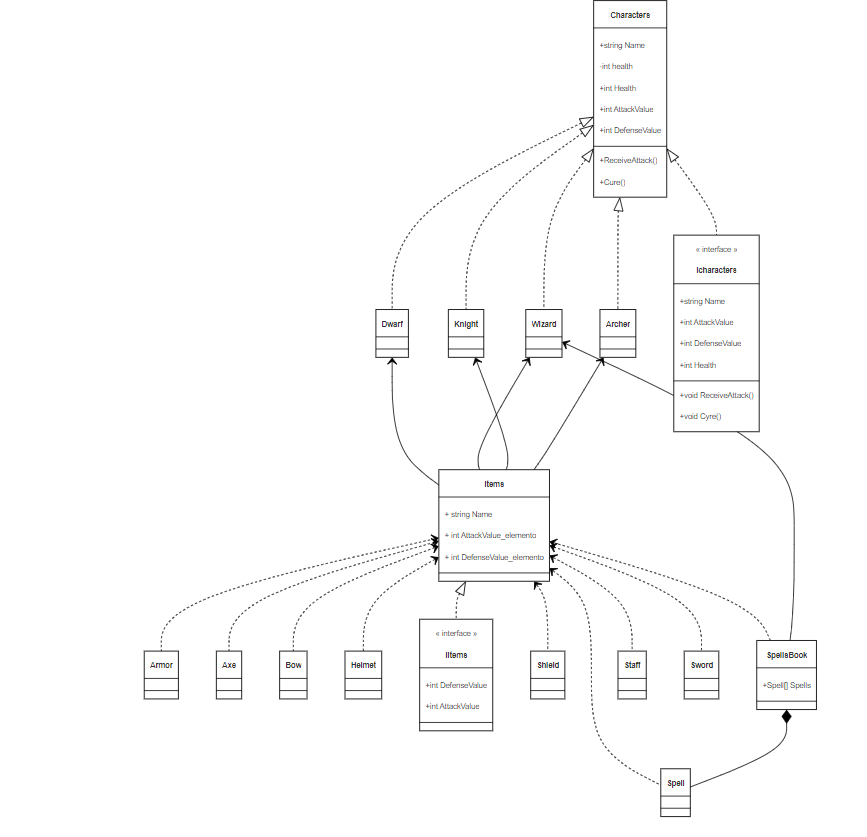 Characters
+string Name
-int health
+int Health
+int AttackValue
+int DefenseValue
+ReceiveAttack()
+Cure()
« interface »
Icharacters
+string Name
+int AttackValue
+int DefenseValue
+int Health
+void ReceiveAttack()
+void Cyre()
Dwarf
Knight
Wizard
Archer
Items
+ string Name
+ int AttackValue_elemento
+ int DefenseValue_elemento
Armor
Axe
Bow
Helmet
« interface »
IItems
+int DefenseValue
+int AttackValue
Shield
Staff
Sword
SpellsBook
+Spell[] Spells
Spell